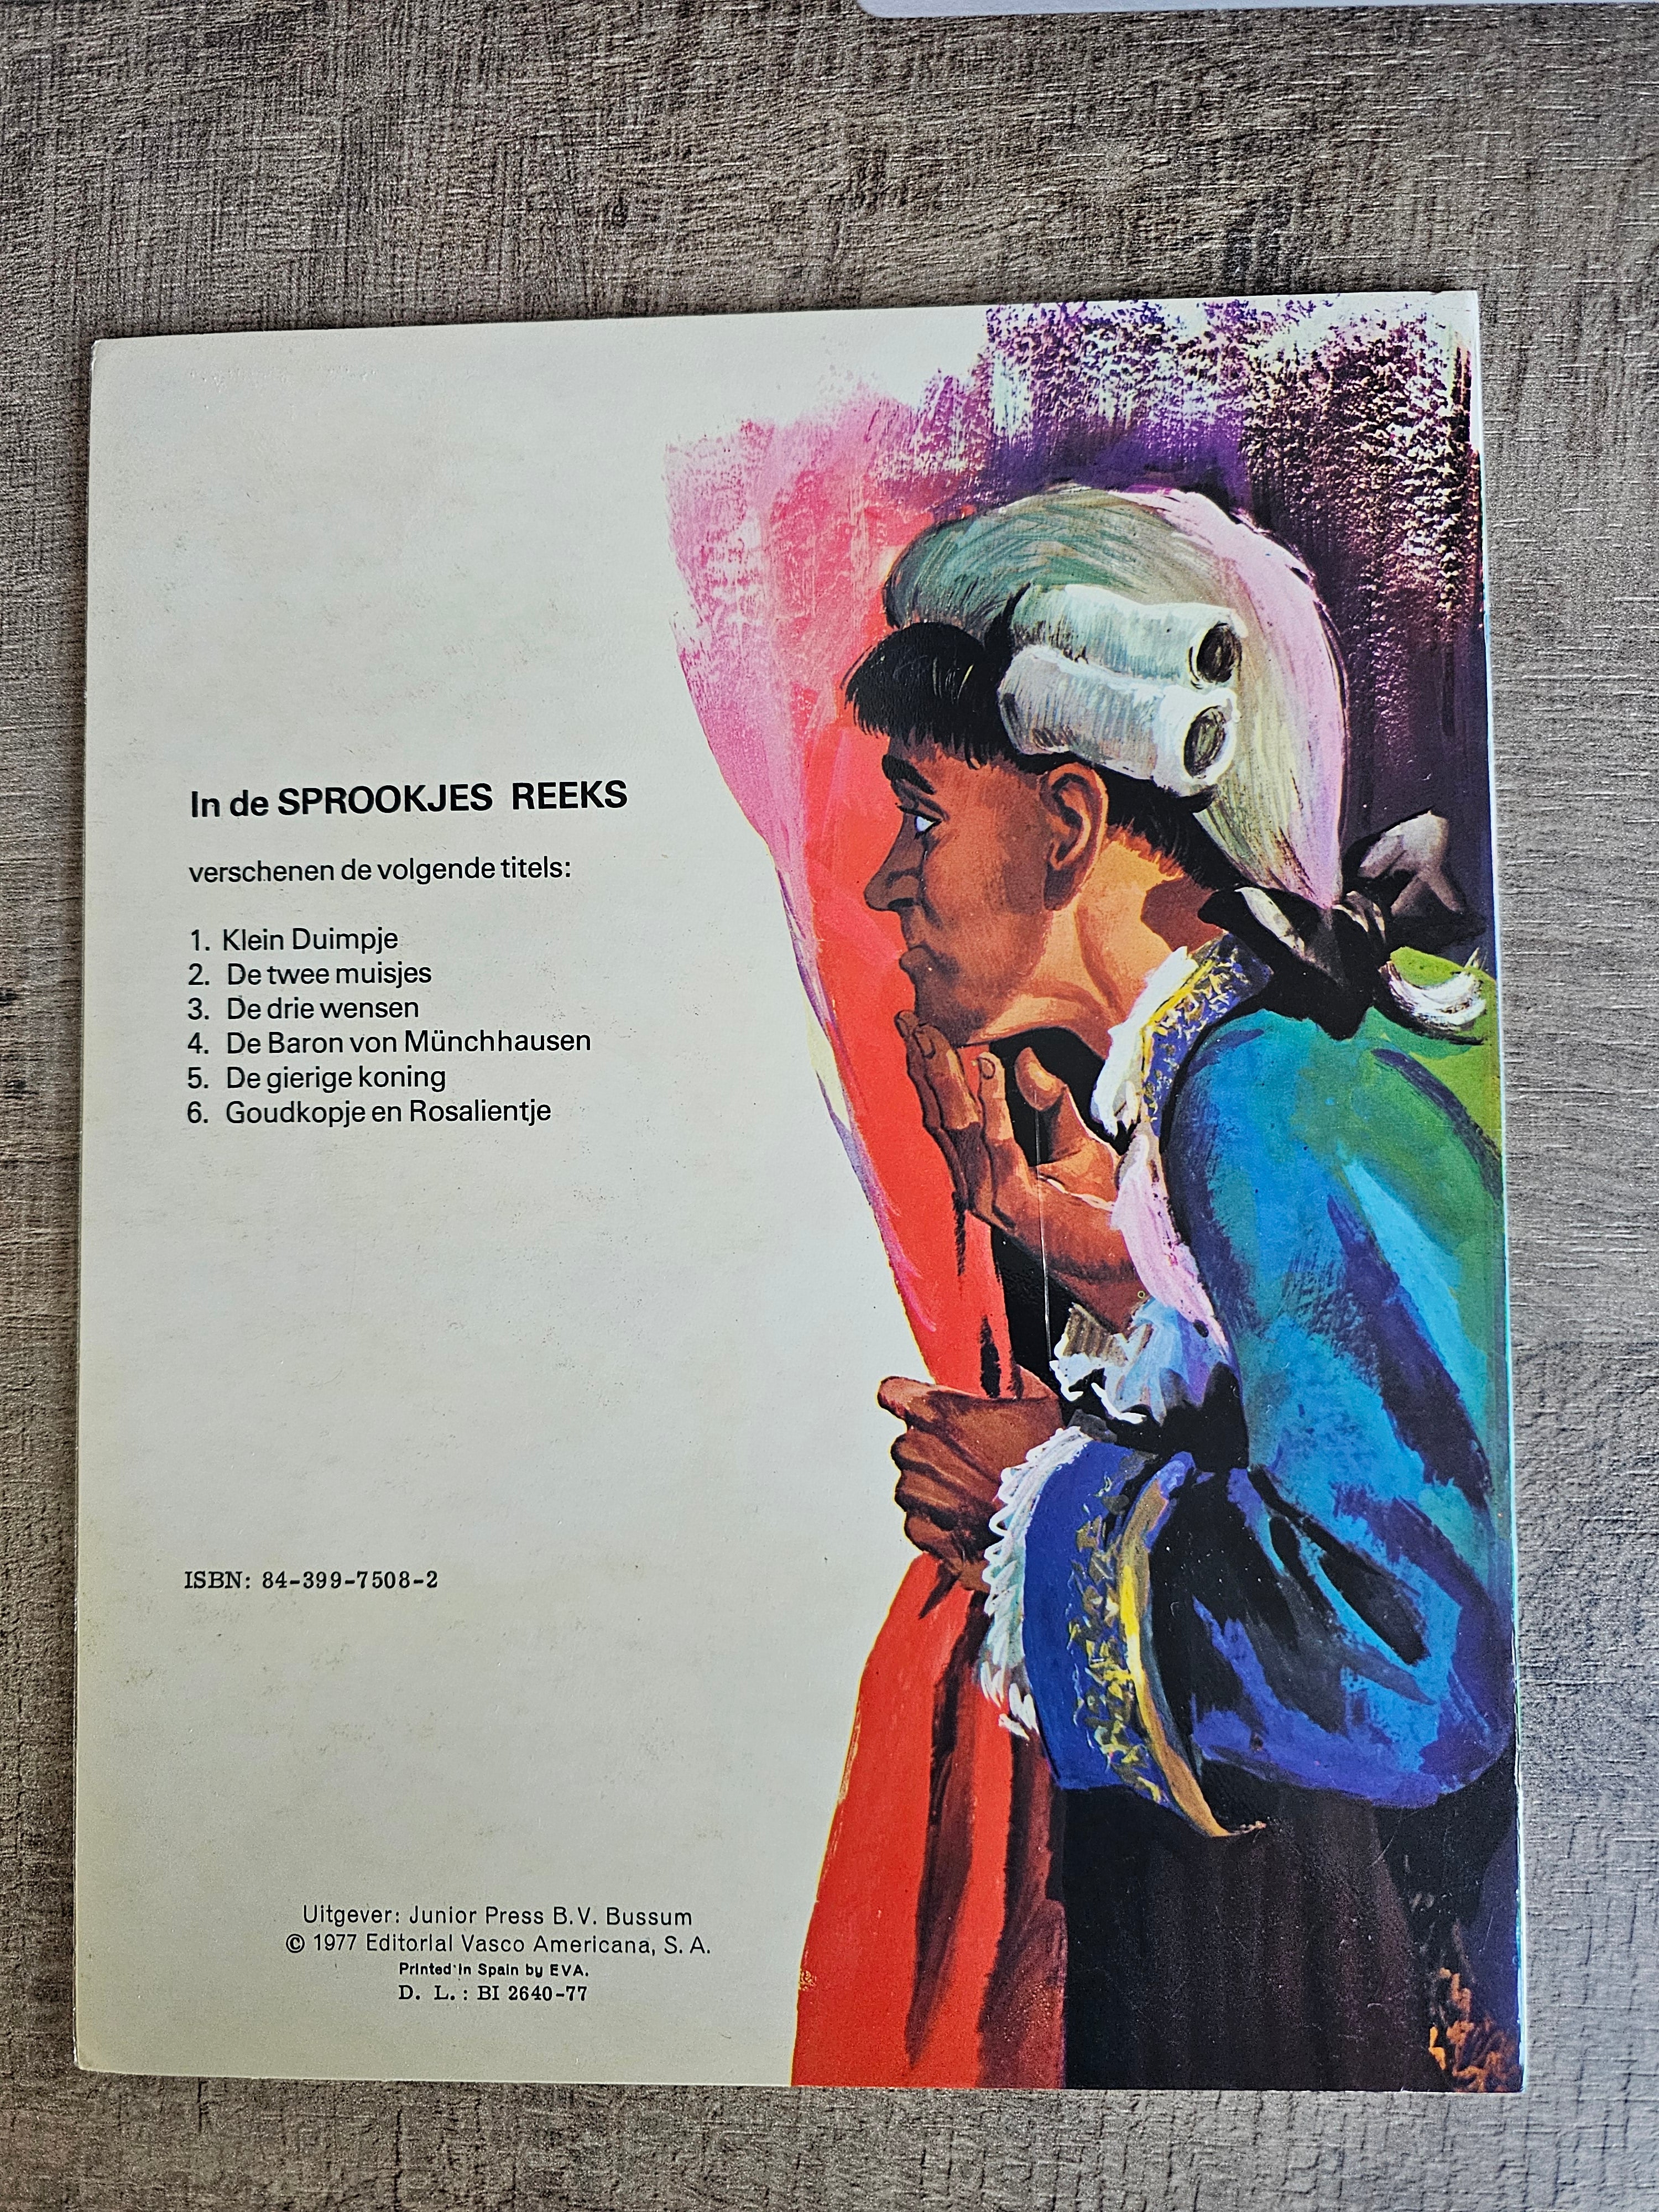 In de SPROOKJES REEKS
verschenen de volgende titels:
1. Klein Duimpje
2. De twee muisjes
3. De drie wensen
4. De Baron von Münchhausen
5. De gierige koning
6. Goudkopje en Rosalientje
ISBN: 84-399-7508-2
Uitgever: Junior Press B.V. Bussum
© 1977 Editorial Vasco Americana, S. A.
Printed in Spain by EVA.
D. L.: BI 2640-77